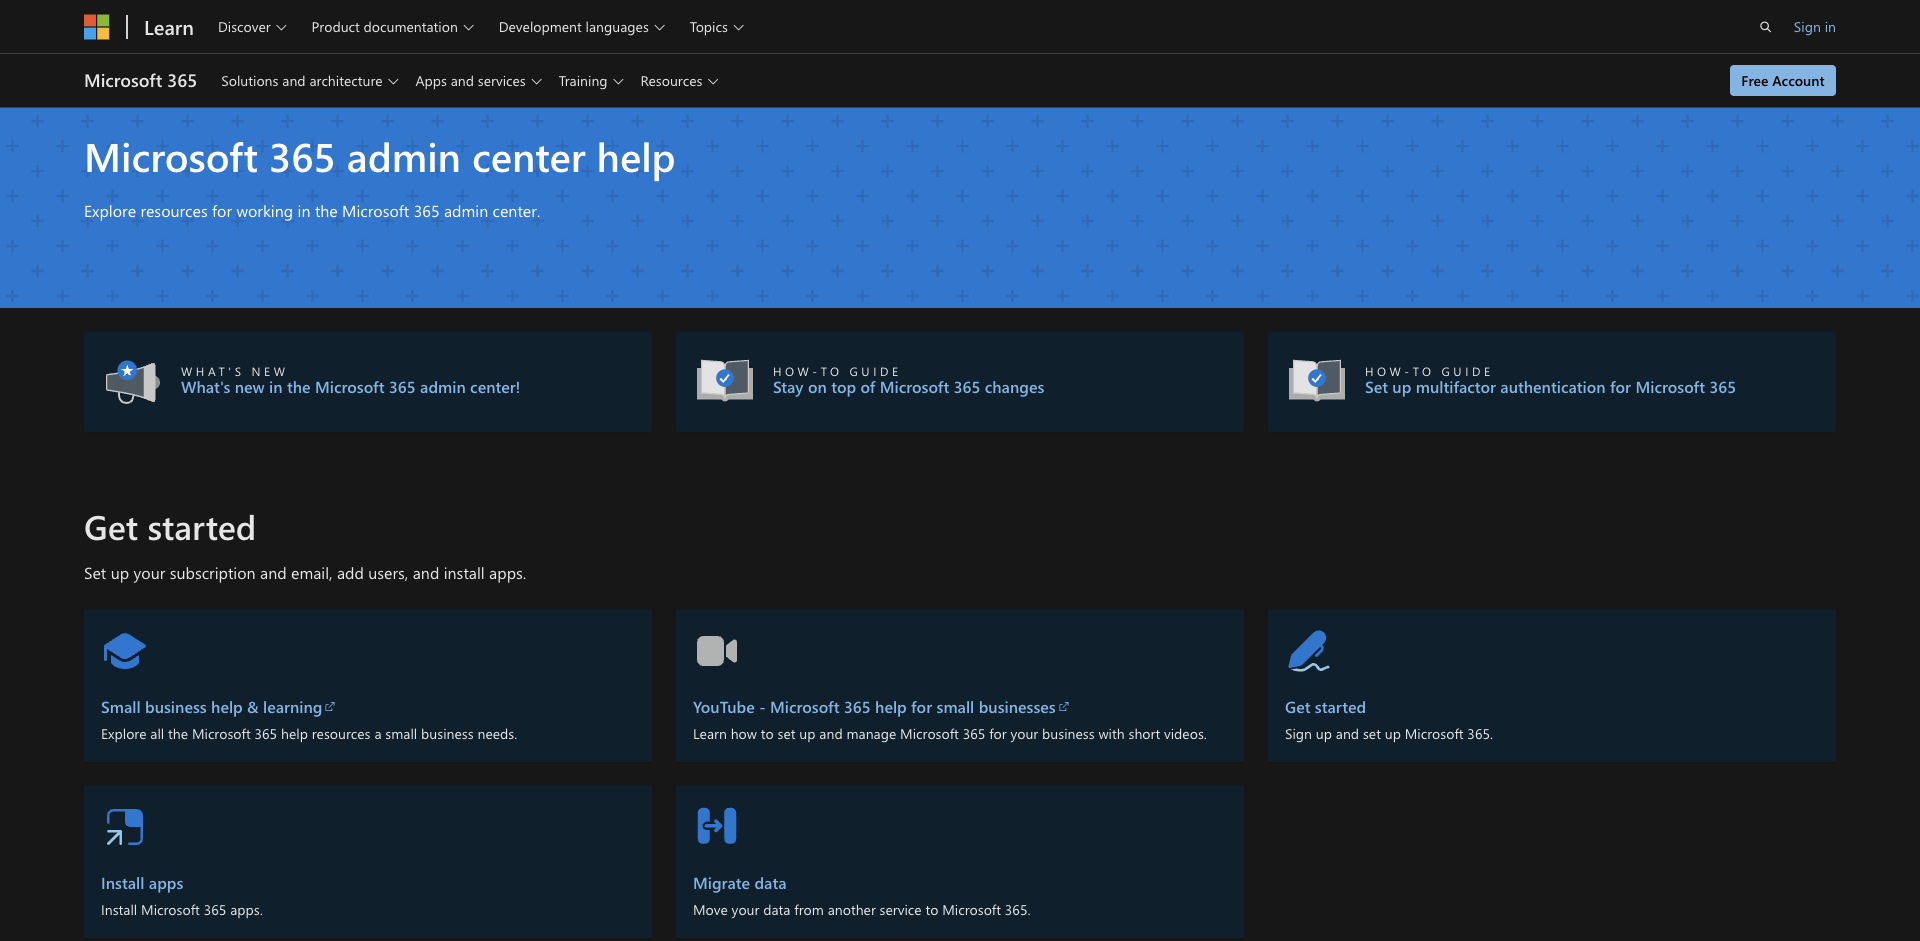 Learn
Discover
Product documentation
Development languages
Topics
Sign in
Microsoft 365
Solutions and architecture
Apps and services
Training
Resources
Free Account
Microsoft 365 admin center help
Explore resources for working in the Microsoft 365 admin center.
WHAT'S NEW
What's new in the Microsoft 365 admin center!
HOW-TO GUIDE
Stay on top of Microsoft 365 changes
HOW-TO GUIDE
Set up multifactor authentication for Microsoft 365
Get started
Set up your subscription and email, add users, and install apps.
Small business help & learning
Explore all the Microsoft 365 help resources a small business needs.
YouTube - Microsoft 365 help for small businesses
Learn how to set up and manage Microsoft 365 for your business with short videos.
Get started
Sign up and set up Microsoft 365.
Install apps
Install Microsoft 365 apps.
Migrate data
Move your data from another service to Microsoft 365.